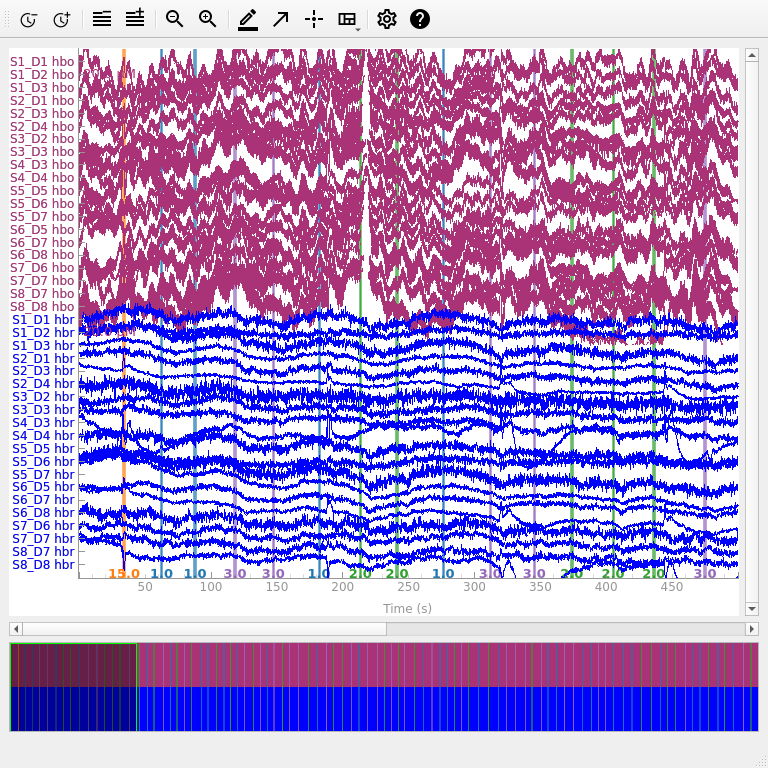 S1_D1 hbo
S1_D2 hbo
S1_D3 hbo
S2_D1 hbo
S2_D3 hbo
S2_D4 hbo
S3_D2 hbo
S3_D3 hbo
S4_D3 hbo
S4_D4 hbo
S5_D5 hbo
S5_D6 hbo
S5_D7 hbo
S6_D5 hbo
S6_D7 hbo
S6_D8 hbo
S7_D6 hbo
S7_D7 hbo
S8_D7 hbo
S8_D8 hbo
S1_D1 hbr
S1_D2 hbr
S1_D3 hbr
S2_D1 hbr
S2_D3 hbr
S2_D4 hbr
S3_D2 hbr
S3_D3 hbr
S4_D3 hbr
S4_D4 hbr
S5_D5 hbr
S5_D6 hbr
S5_D7 hbr
S6_D5 hbr
S6_D7 hbr
S6_D8 hbr
S7_D6 hbr
S7_D7 hbr
S8_D7 hbr
S8_D8 hbr
15.0 1.0 1.0 3.0 3.0 1.0 2.0 2.0 1.0 3.0 3.0 2.0 2.0 2.0 3.0
50 100 150 200 250 300 350 400 450
Time (s)